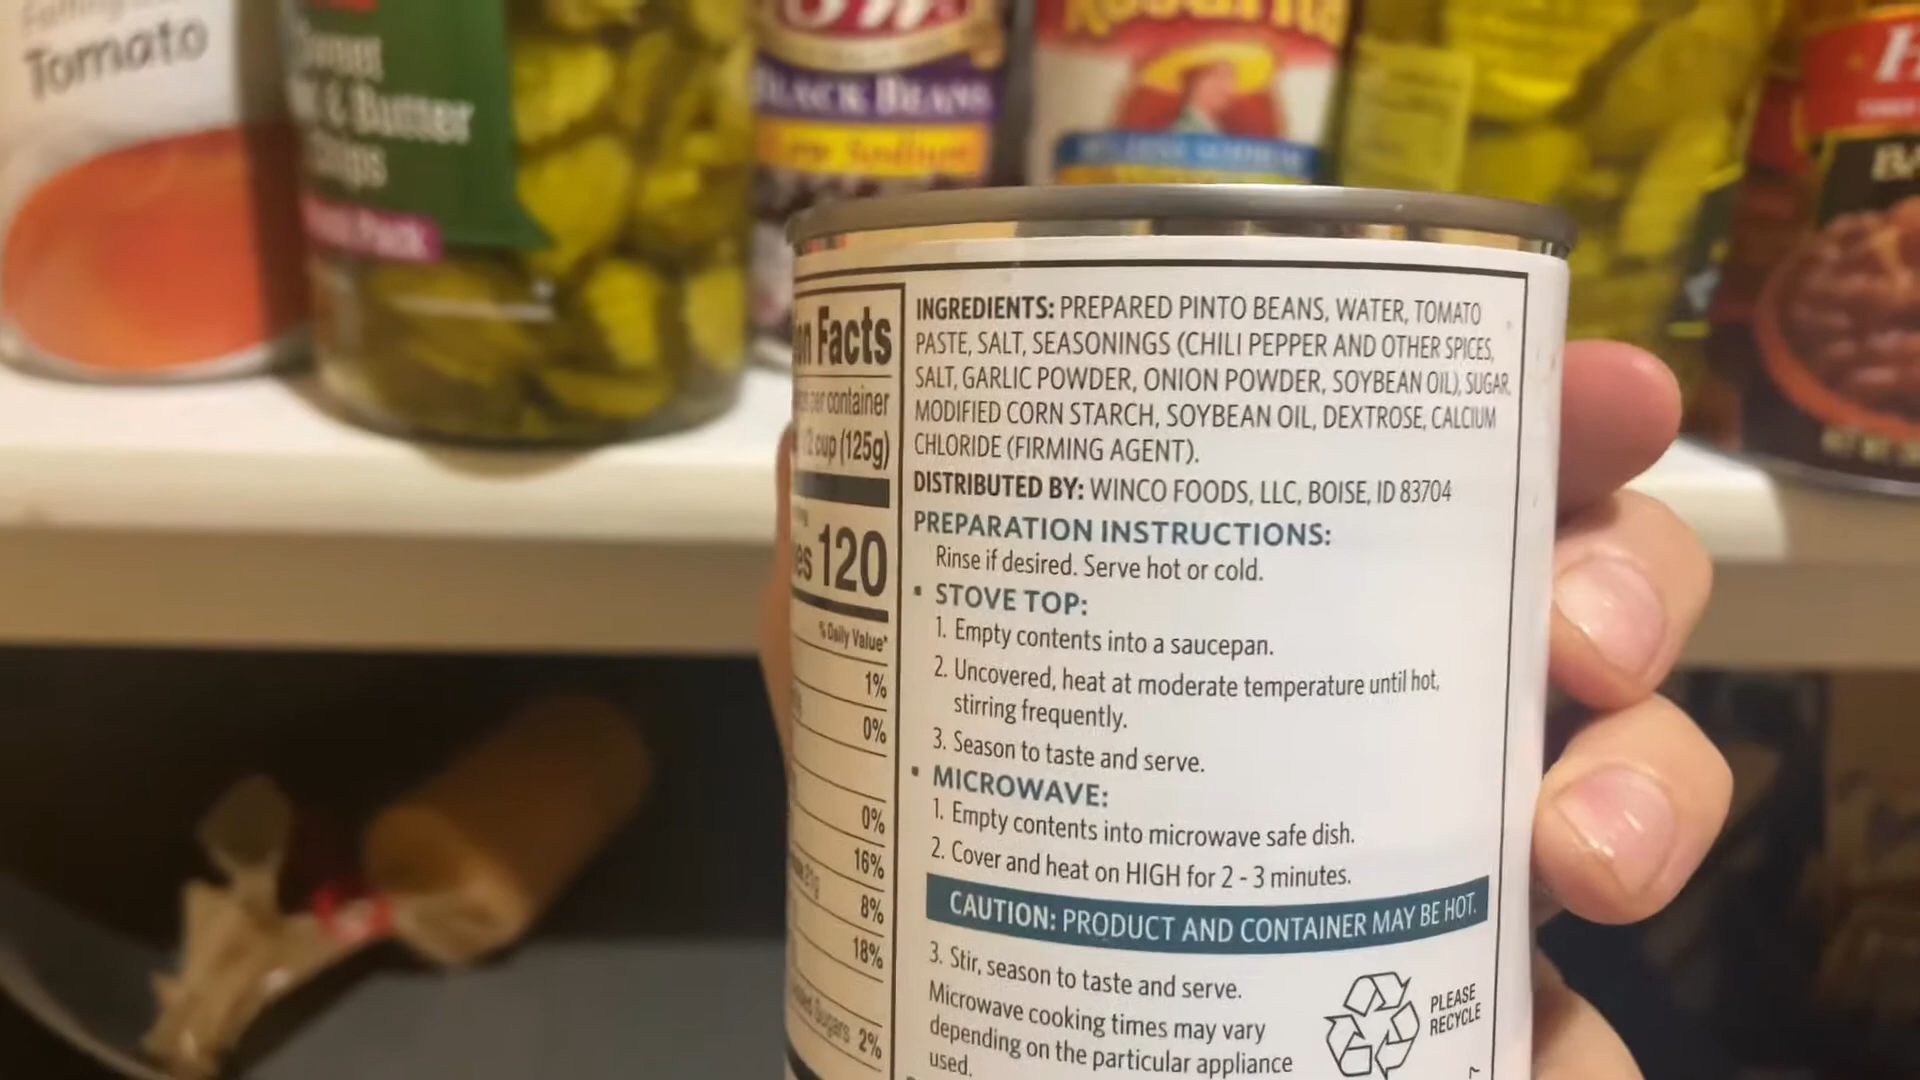 Tomato
& Butter
BLACK BEANS
Low Sodium
on Facts
per container
cup (125g)
120
% Daily Value*
1%
0%
0%
16%
8%
18%
Sugars 2%
INGREDIENTS: PREPARED PINTO BEANS, WATER, TOMATO
PASTE, SALT, SEASONINGS (CHILI PEPPER AND OTHER SPICES,
SALT, GARLIC POWDER, ONION POWDER, SOYBEAN OIL), SUGAR,
MODIFIED CORN STARCH, SOYBEAN OIL, DEXTROSE, CALCIUM
CHLORIDE (FIRMING AGENT).
DISTRIBUTED BY: WINCO FOODS, LLC, BOISE, ID 83704
PREPARATION INSTRUCTIONS:
Rinse if desired. Serve hot or cold.
• STOVE TOP:
1. Empty contents into a saucepan.
2. Uncovered, heat at moderate temperature until hot,
stirring frequently.
3. Season to taste and serve.
• MICROWAVE:
1. Empty contents into microwave safe dish.
2. Cover and heat on HIGH for 2 - 3 minutes.
CAUTION: PRODUCT AND CONTAINER MAY BE HOT.
3. Stir, season to taste and serve.
Microwave cooking times may vary
depending on the particular appliance
used.
PLEASE
RECYCLE